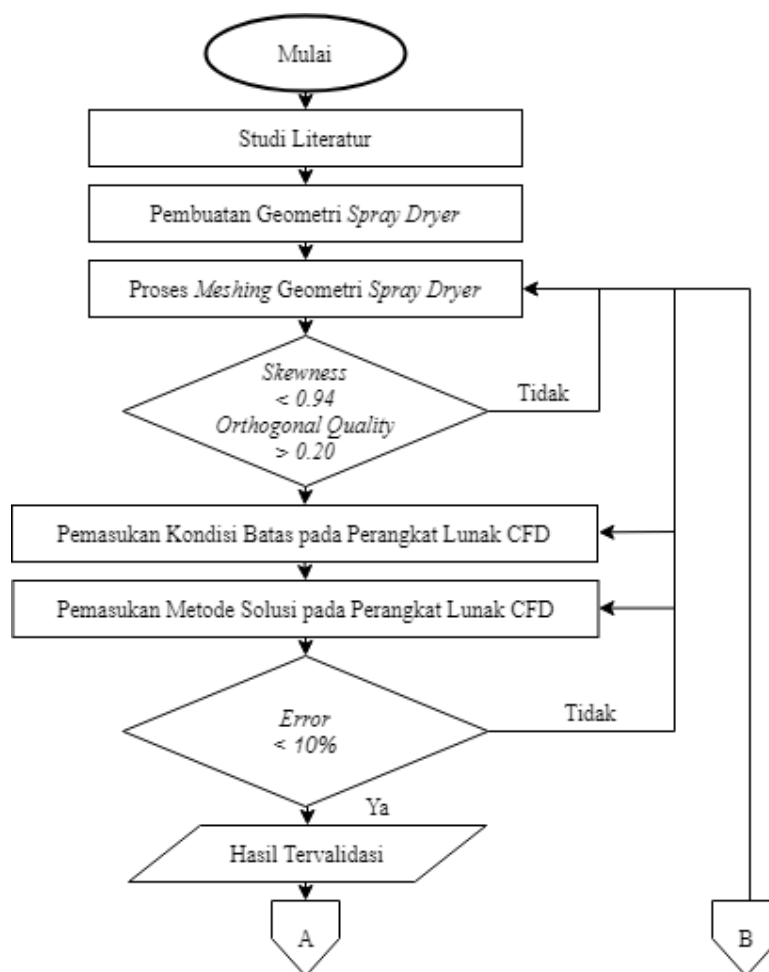 Mulai
Studi Literatur
Pembuatan Geometri Spray Dryer
Proses Meshing Geometri Spray Dryer
Skewness
< 0.94
Orthogonal Quality
> 0.20
Tidak
Pemasukan Kondisi Batas pada Perangkat Lunak CFD
Pemasukan Metode Solusi pada Perangkat Lunak CFD
Error
< 10%
Tidak
Ya
Hasil Tervalidasi
A
B